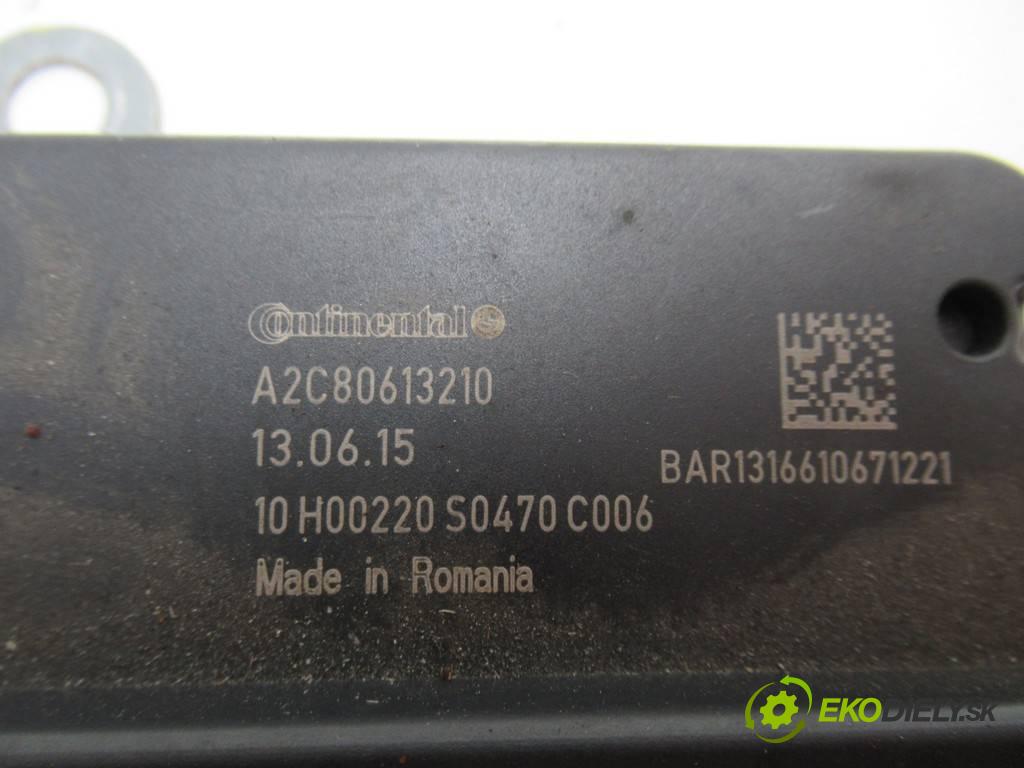 Continental
A2C80613210
13.06.15
BAR1316610671221
10 H00220 S0470 C006
Made in Romania
EKODIELY.SK